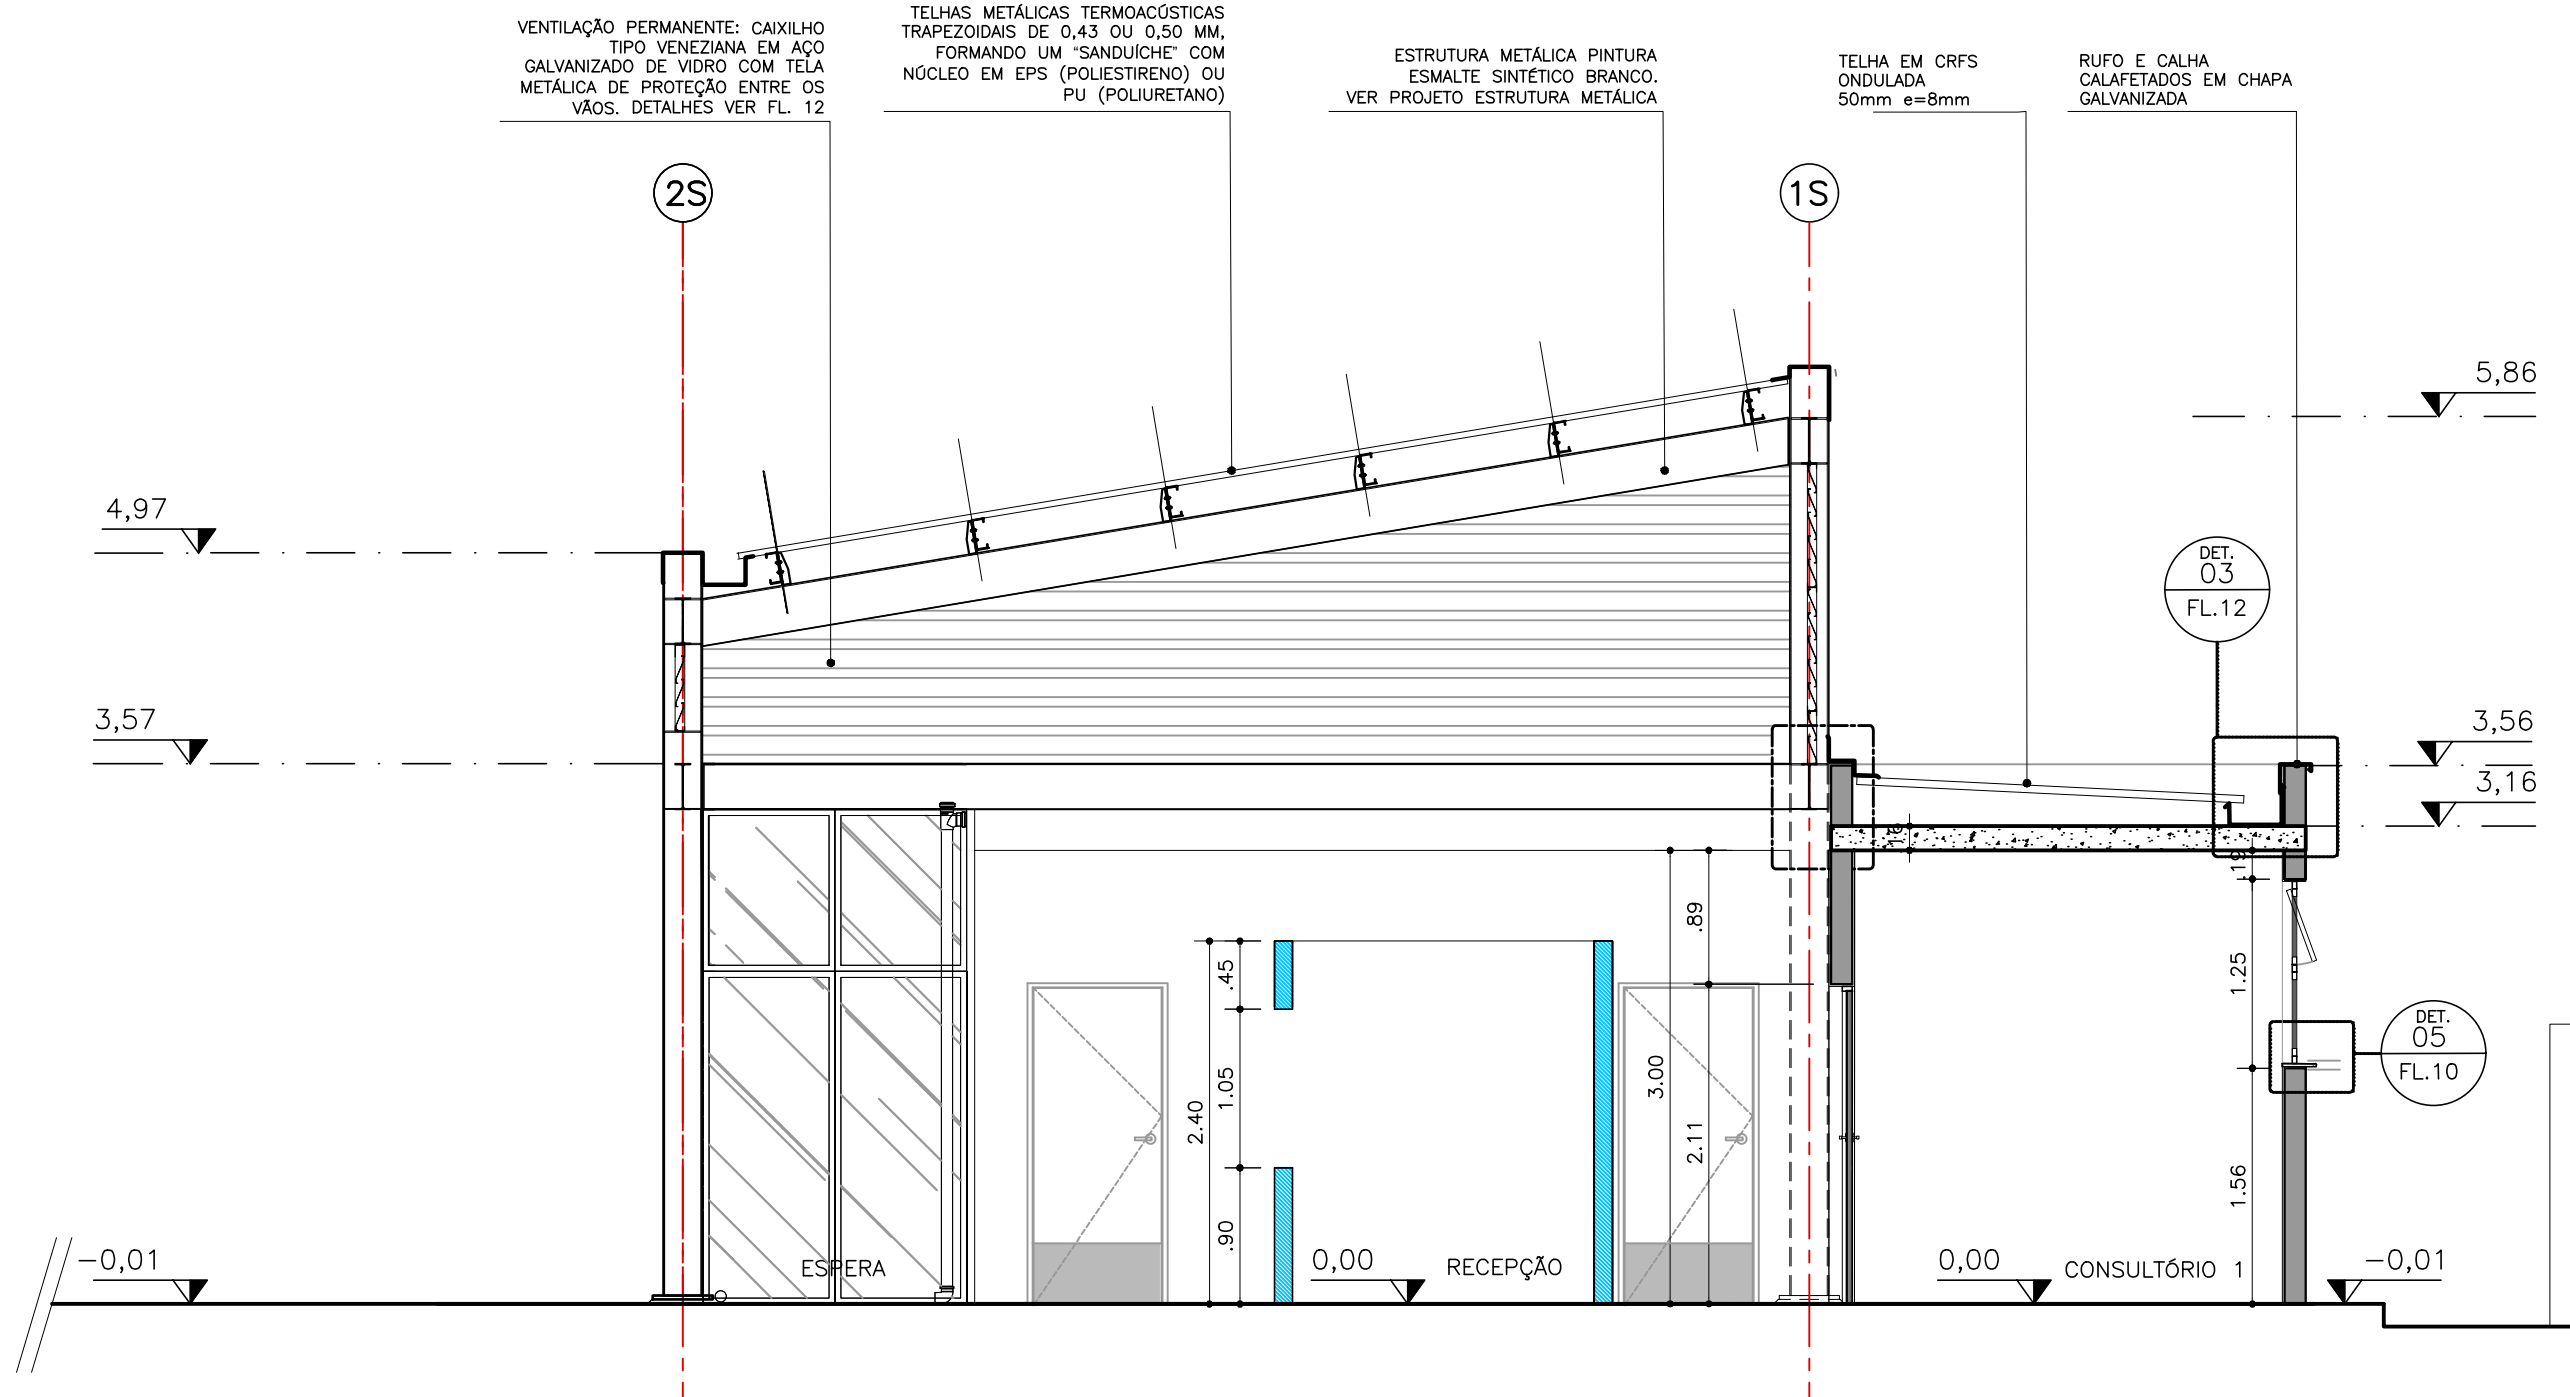 VENTILAÇÃO PERMANENTE: CAIXILHO
TIPO VENEZIANA EM AÇO
GALVANIZADO DE VIDRO COM TELA
METÁLICA DE PROTEÇÃO ENTRE OS
VÃOS. DETALHES VER FL. 12
TELHAS METÁLICAS TERMOACÚSTICAS
TRAPEZOIDAIS DE 0,43 OU 0,50 MM,
FORMANDO UM "SANDUÍCHE" COM
NÚCLEO EM EPS (POLIESTIRENO) OU
PU (POLIURETANO)
ESTRUTURA METÁLICA PINTURA
ESMALTE SINTÉTICO BRANCO.
VER PROJETO ESTRUTURA METÁLICA
TELHA EM CRFS
ONDULADA
50mm e=8mm
RUFO E CALHA
CALAFETADOS EM CHAPA
GALVANIZADA
2S
1S
5,86
4,97
DET.
03
FL.12
3,57
3,56
3,16
16
.19
.89
.45
1.25
DET.
05
FL.10
3.00
1.05
2.40
2.11
1.56
.90
-0,01
ESPERA
0,00
RECEPÇÃO
0,00
CONSULTÓRIO 1
-0,01